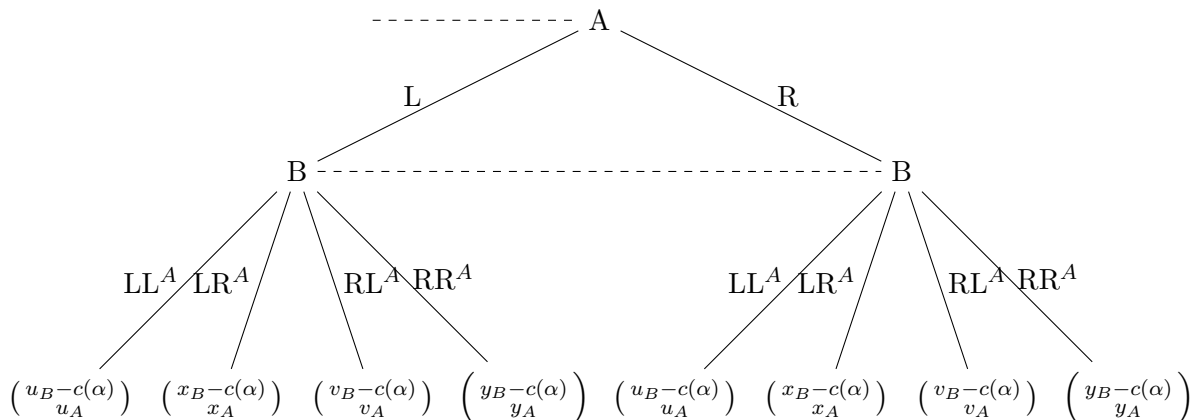 A
L R
B B
LL^A LR^A RL^A RR^A LL^A LR^A RL^A RR^A
(u_B−c(α) / u_A) (x_B−c(α) / x_A) (v_B−c(α) / v_A) (y_B−c(α) / y_A) (u_B−c(α) / u_A) (x_B−c(α) / x_A) (v_B−c(α) / v_A) (y_B−c(α) / y_A)